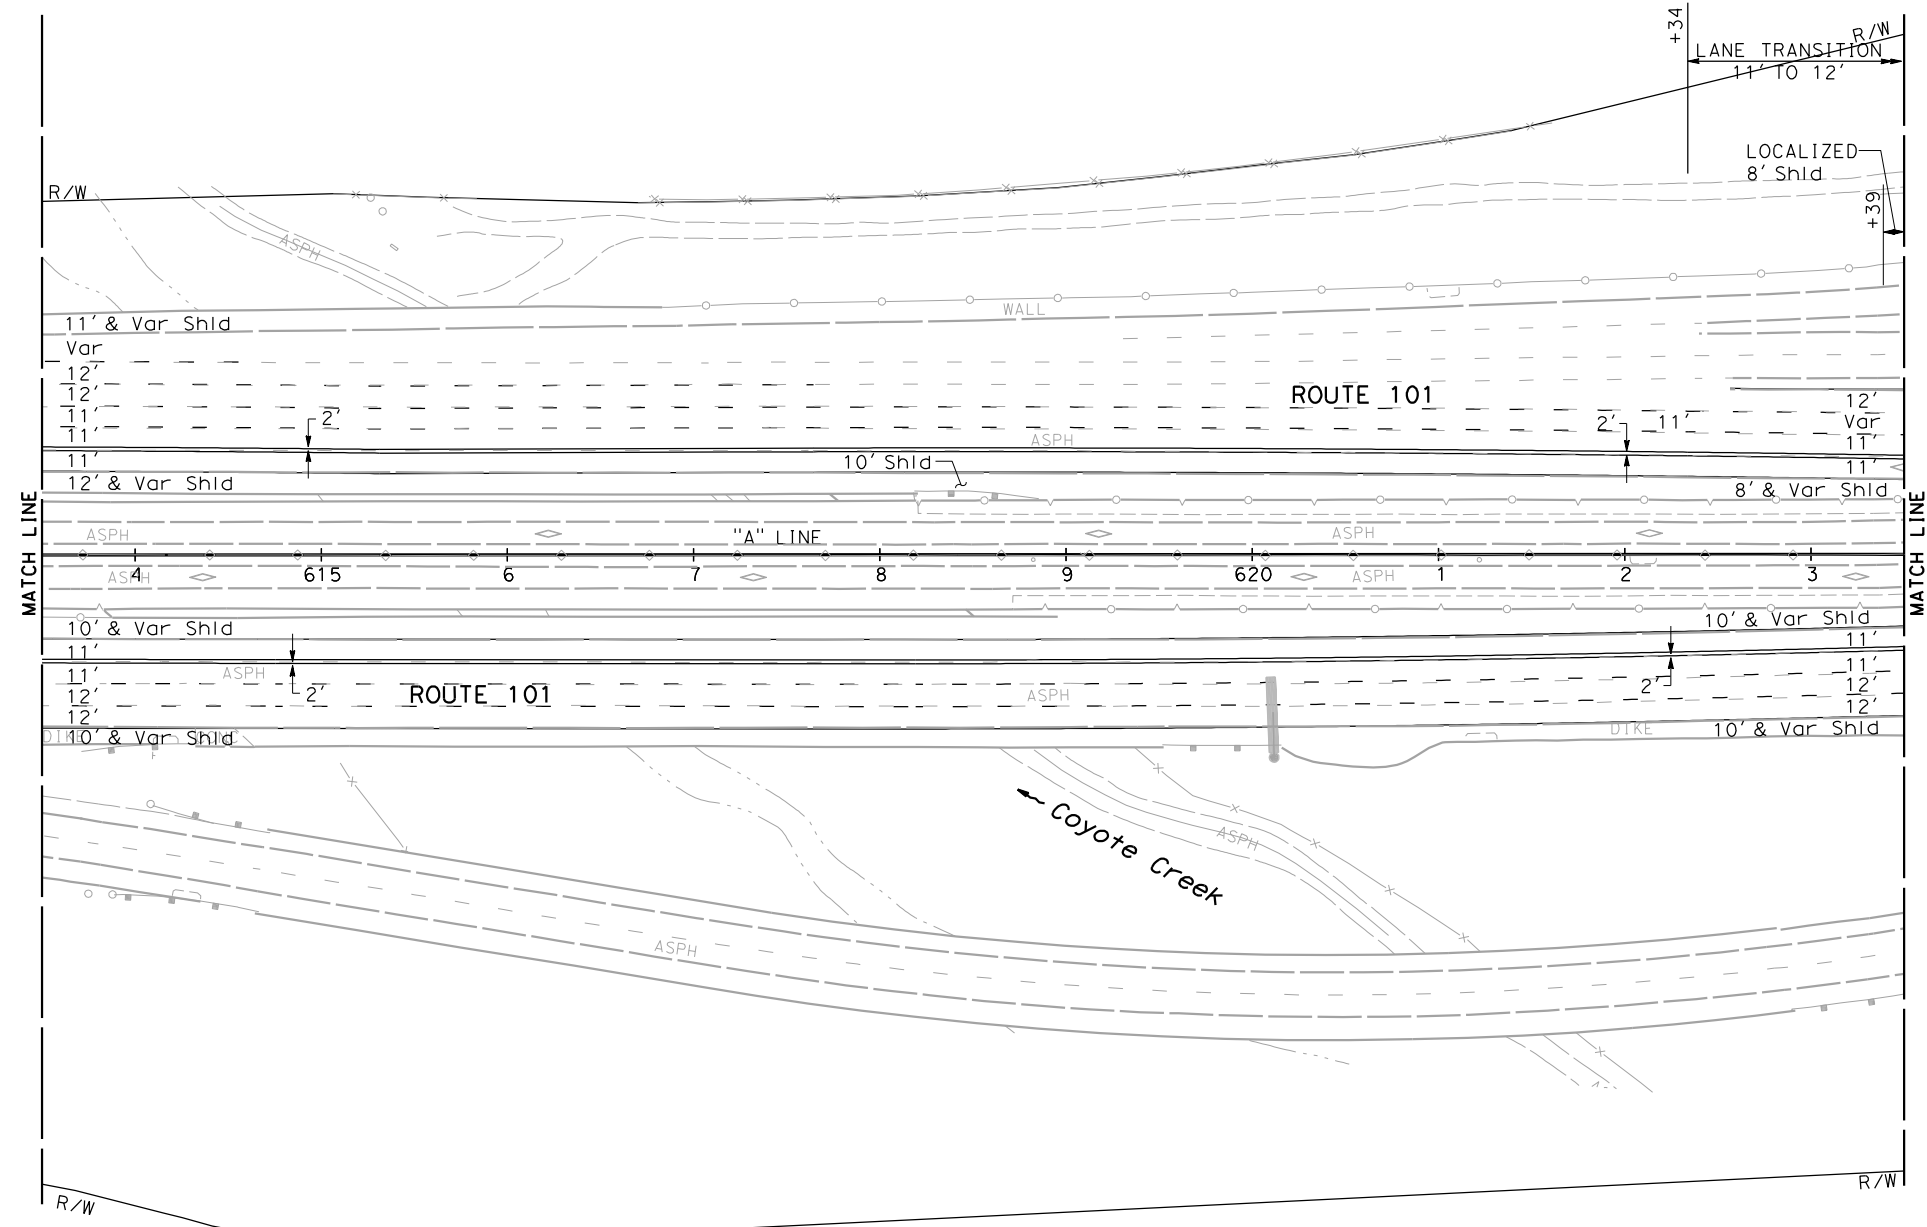 +34
R/W
LANE TRANSITION
11' TO 12'
LOCALIZED
8' Shld
+39
R/W
ASPH
WALL
11' & Var Shld
Var
12'
12'
11'
11'
11'
12' & Var Shld
2'
ROUTE 101
ASPH
10' Shld
2'
11'
12'
Var
11'
11'
8' & Var Shld
MATCH LINE
MATCH LINE
ASPH
"A" LINE
ASPH
4
615
6
7
8
9
620
1
2
3
ASPH
ASPH
10' & Var Shld
11'
11'
12'
12'
10' & Var Shld
DIKE
CONC
ASPH
2'
ROUTE 101
ASPH
10' & Var Shld
11'
11'
12'
12'
2'
DIKE
10' & Var Shld
Coyote Creek
ASPH
ASPH
R/W
R/W